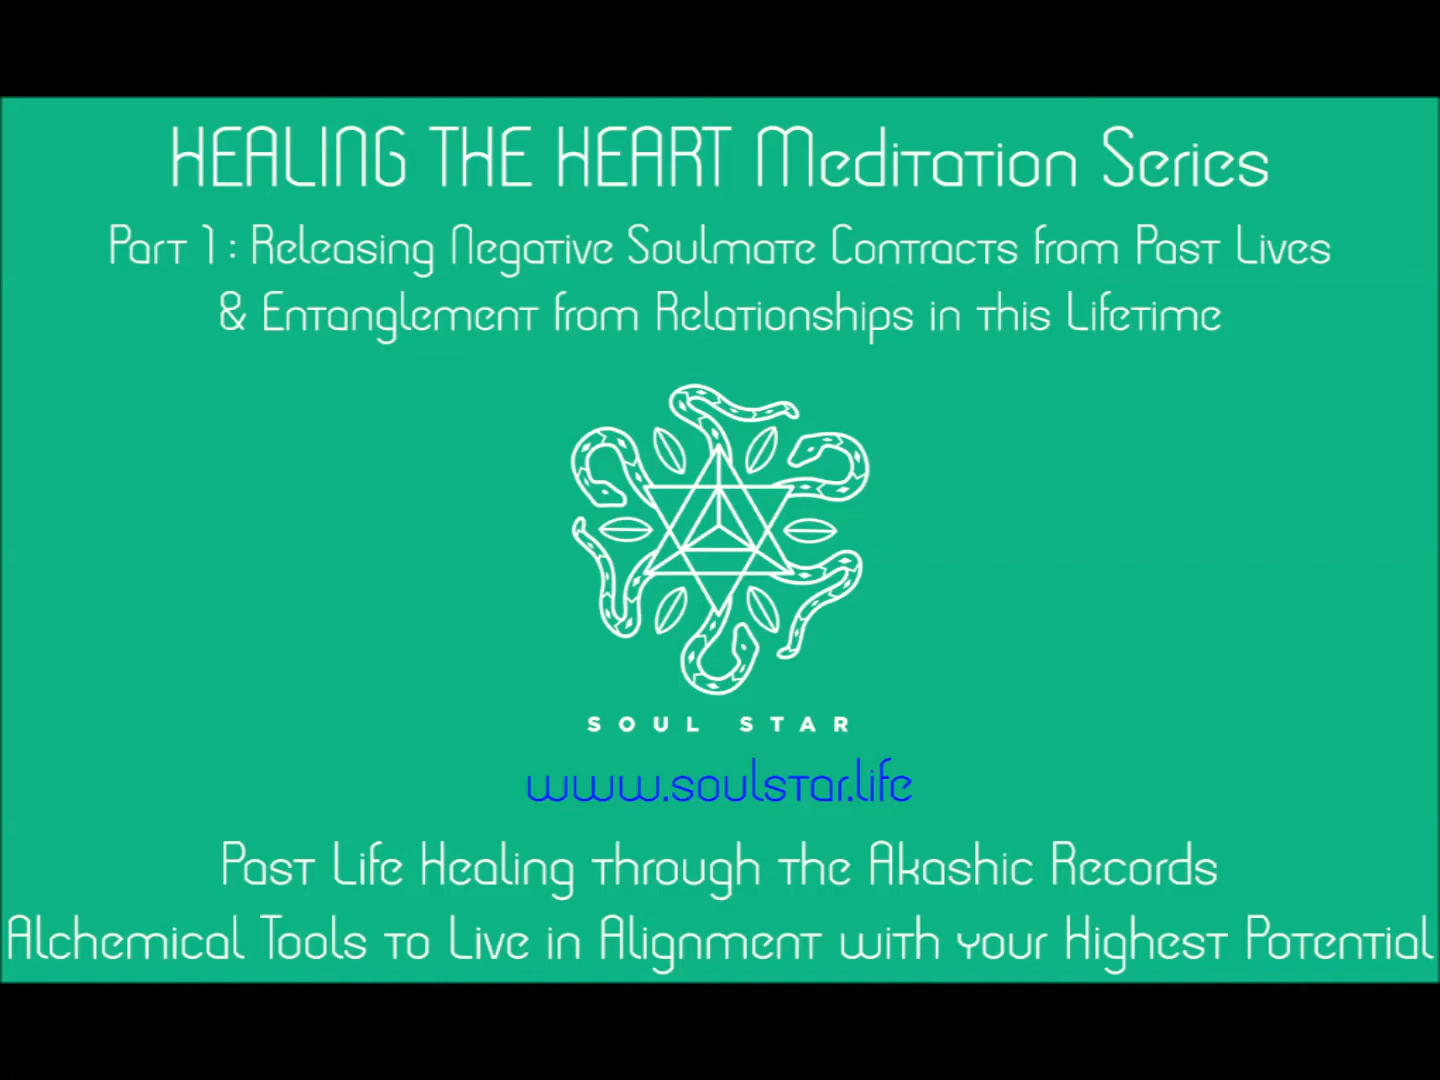 HEALING THE HEART Meditation Series
Part 1: Releasing Negative Soulmate Contracts from Past Lives
& Entanglement from Relationships in this Lifetime
SOUL STAR
www.soulstar.life
Past Life Healing through the Akashic Records
Alchemical Tools to Live in Alignment with your Highest Potential